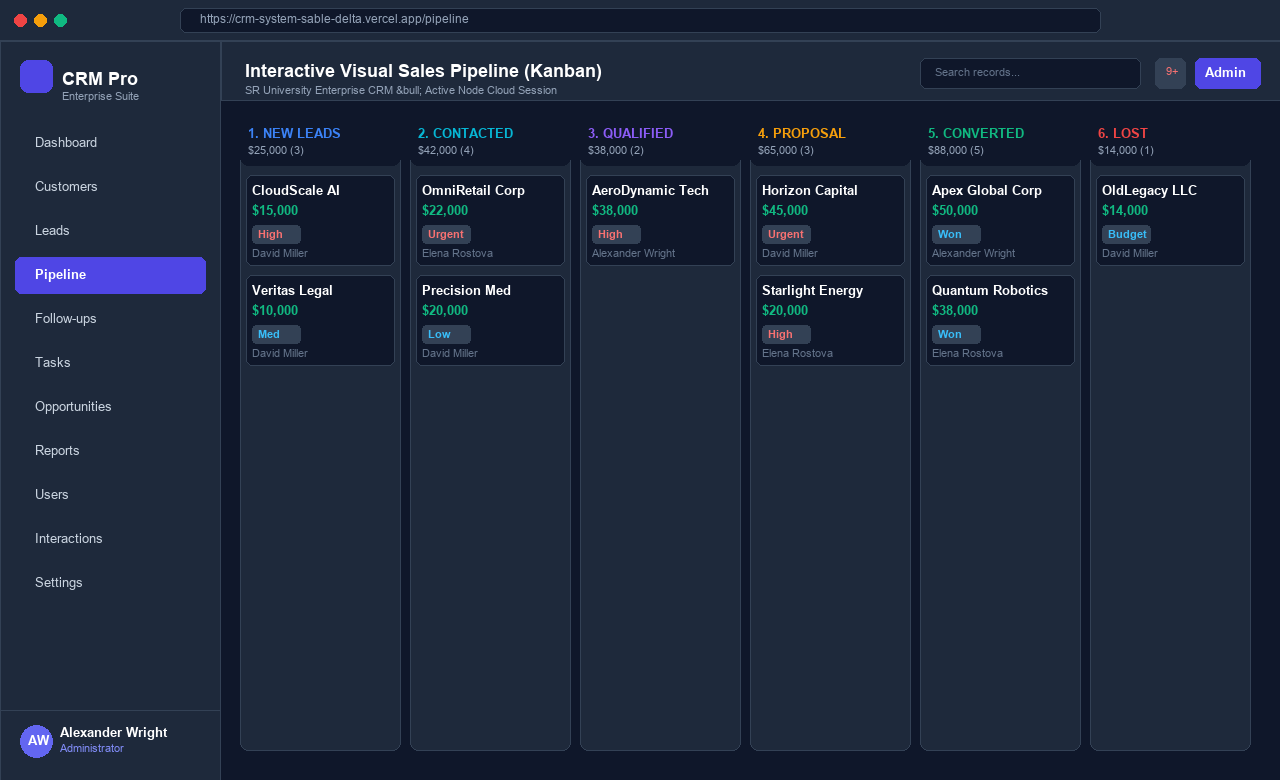 https://crm-system-sable-delta.vercel.app/pipeline
CRM Pro
Enterprise Suite
Dashboard
Customers
Leads
Pipeline
Follow-ups
Tasks
Opportunities
Reports
Users
Interactions
Settings
AW
Alexander Wright
Administrator
Interactive Visual Sales Pipeline (Kanban)
SR University Enterprise CRM &bull; Active Node Cloud Session
Search records...
9+
Admin
1. NEW LEADS
$25,000 (3)
CloudScale AI
$15,000
High
David Miller
Veritas Legal
$10,000
Med
David Miller
2. CONTACTED
$42,000 (4)
OmniRetail Corp
$22,000
Urgent
Elena Rostova
Precision Med
$20,000
Low
David Miller
3. QUALIFIED
$38,000 (2)
AeroDynamic Tech
$38,000
High
Alexander Wright
4. PROPOSAL
$65,000 (3)
Horizon Capital
$45,000
Urgent
David Miller
Starlight Energy
$20,000
High
Elena Rostova
5. CONVERTED
$88,000 (5)
Apex Global Corp
$50,000
Won
Alexander Wright
Quantum Robotics
$38,000
Won
Elena Rostova
6. LOST
$14,000 (1)
OldLegacy LLC
$14,000
Budget
David Miller